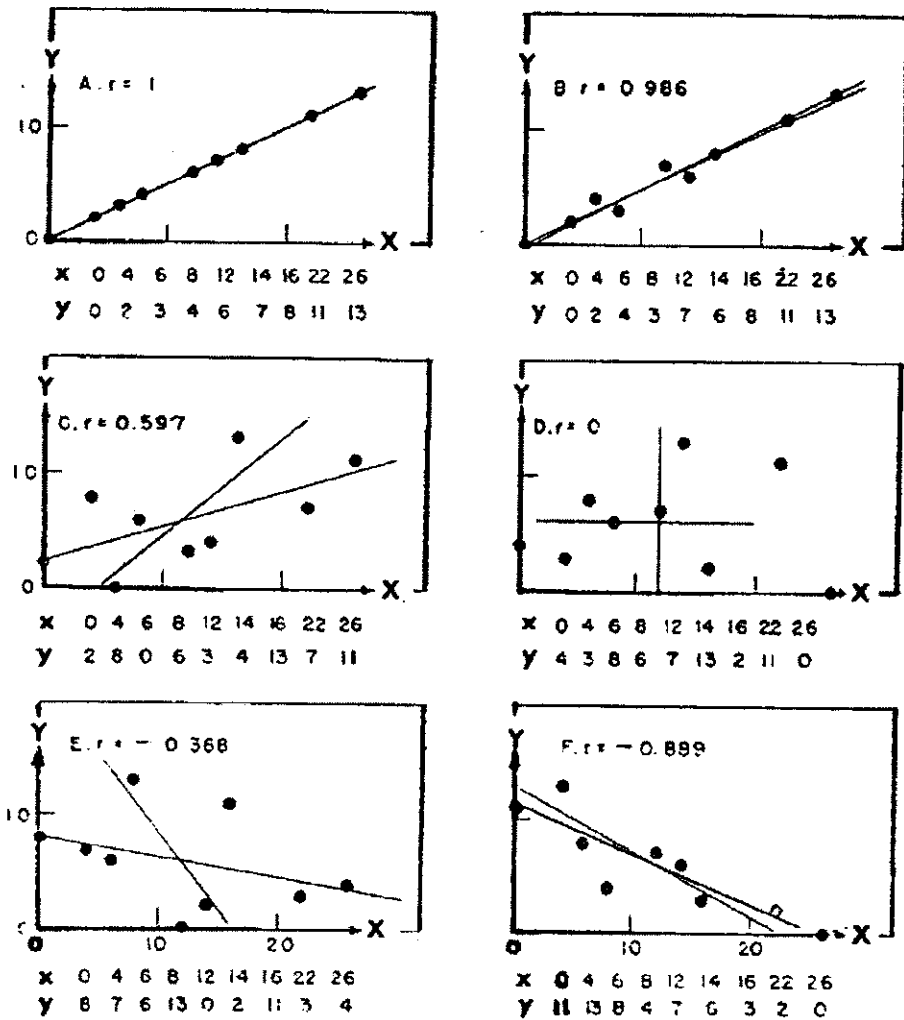 Y
A. r = 1
10
0
X
x 0 4 6 8 12 14 16 22 26
y 0 2 3 4 6 7 8 11 13
Y
B r = 0 986
X
x 0 4 6 8 12 14 16 22 26
y 0 2 4 3 7 6 8 11 13
Y
C. r = 0.597
10
0
X
x 0 4 6 8 12 14 16 22 26
y 2 8 0 6 3 4 13 7 11
Y
D. r = 0
X
x 0 4 6 8 12 14 16 22 26
y 4 3 8 6 7 13 2 11 0
Y
E. r = - 0 368
10
0
0 10 20
X
x 0 4 6 8 12 14 16 22 26
y 8 7 6 13 0 2 11 3 4
Y
F. r = - 0.899
0 10 20
X
x 0 4 6 8 12 14 16 22 26
y 11 13 8 4 7 6 3 2 0